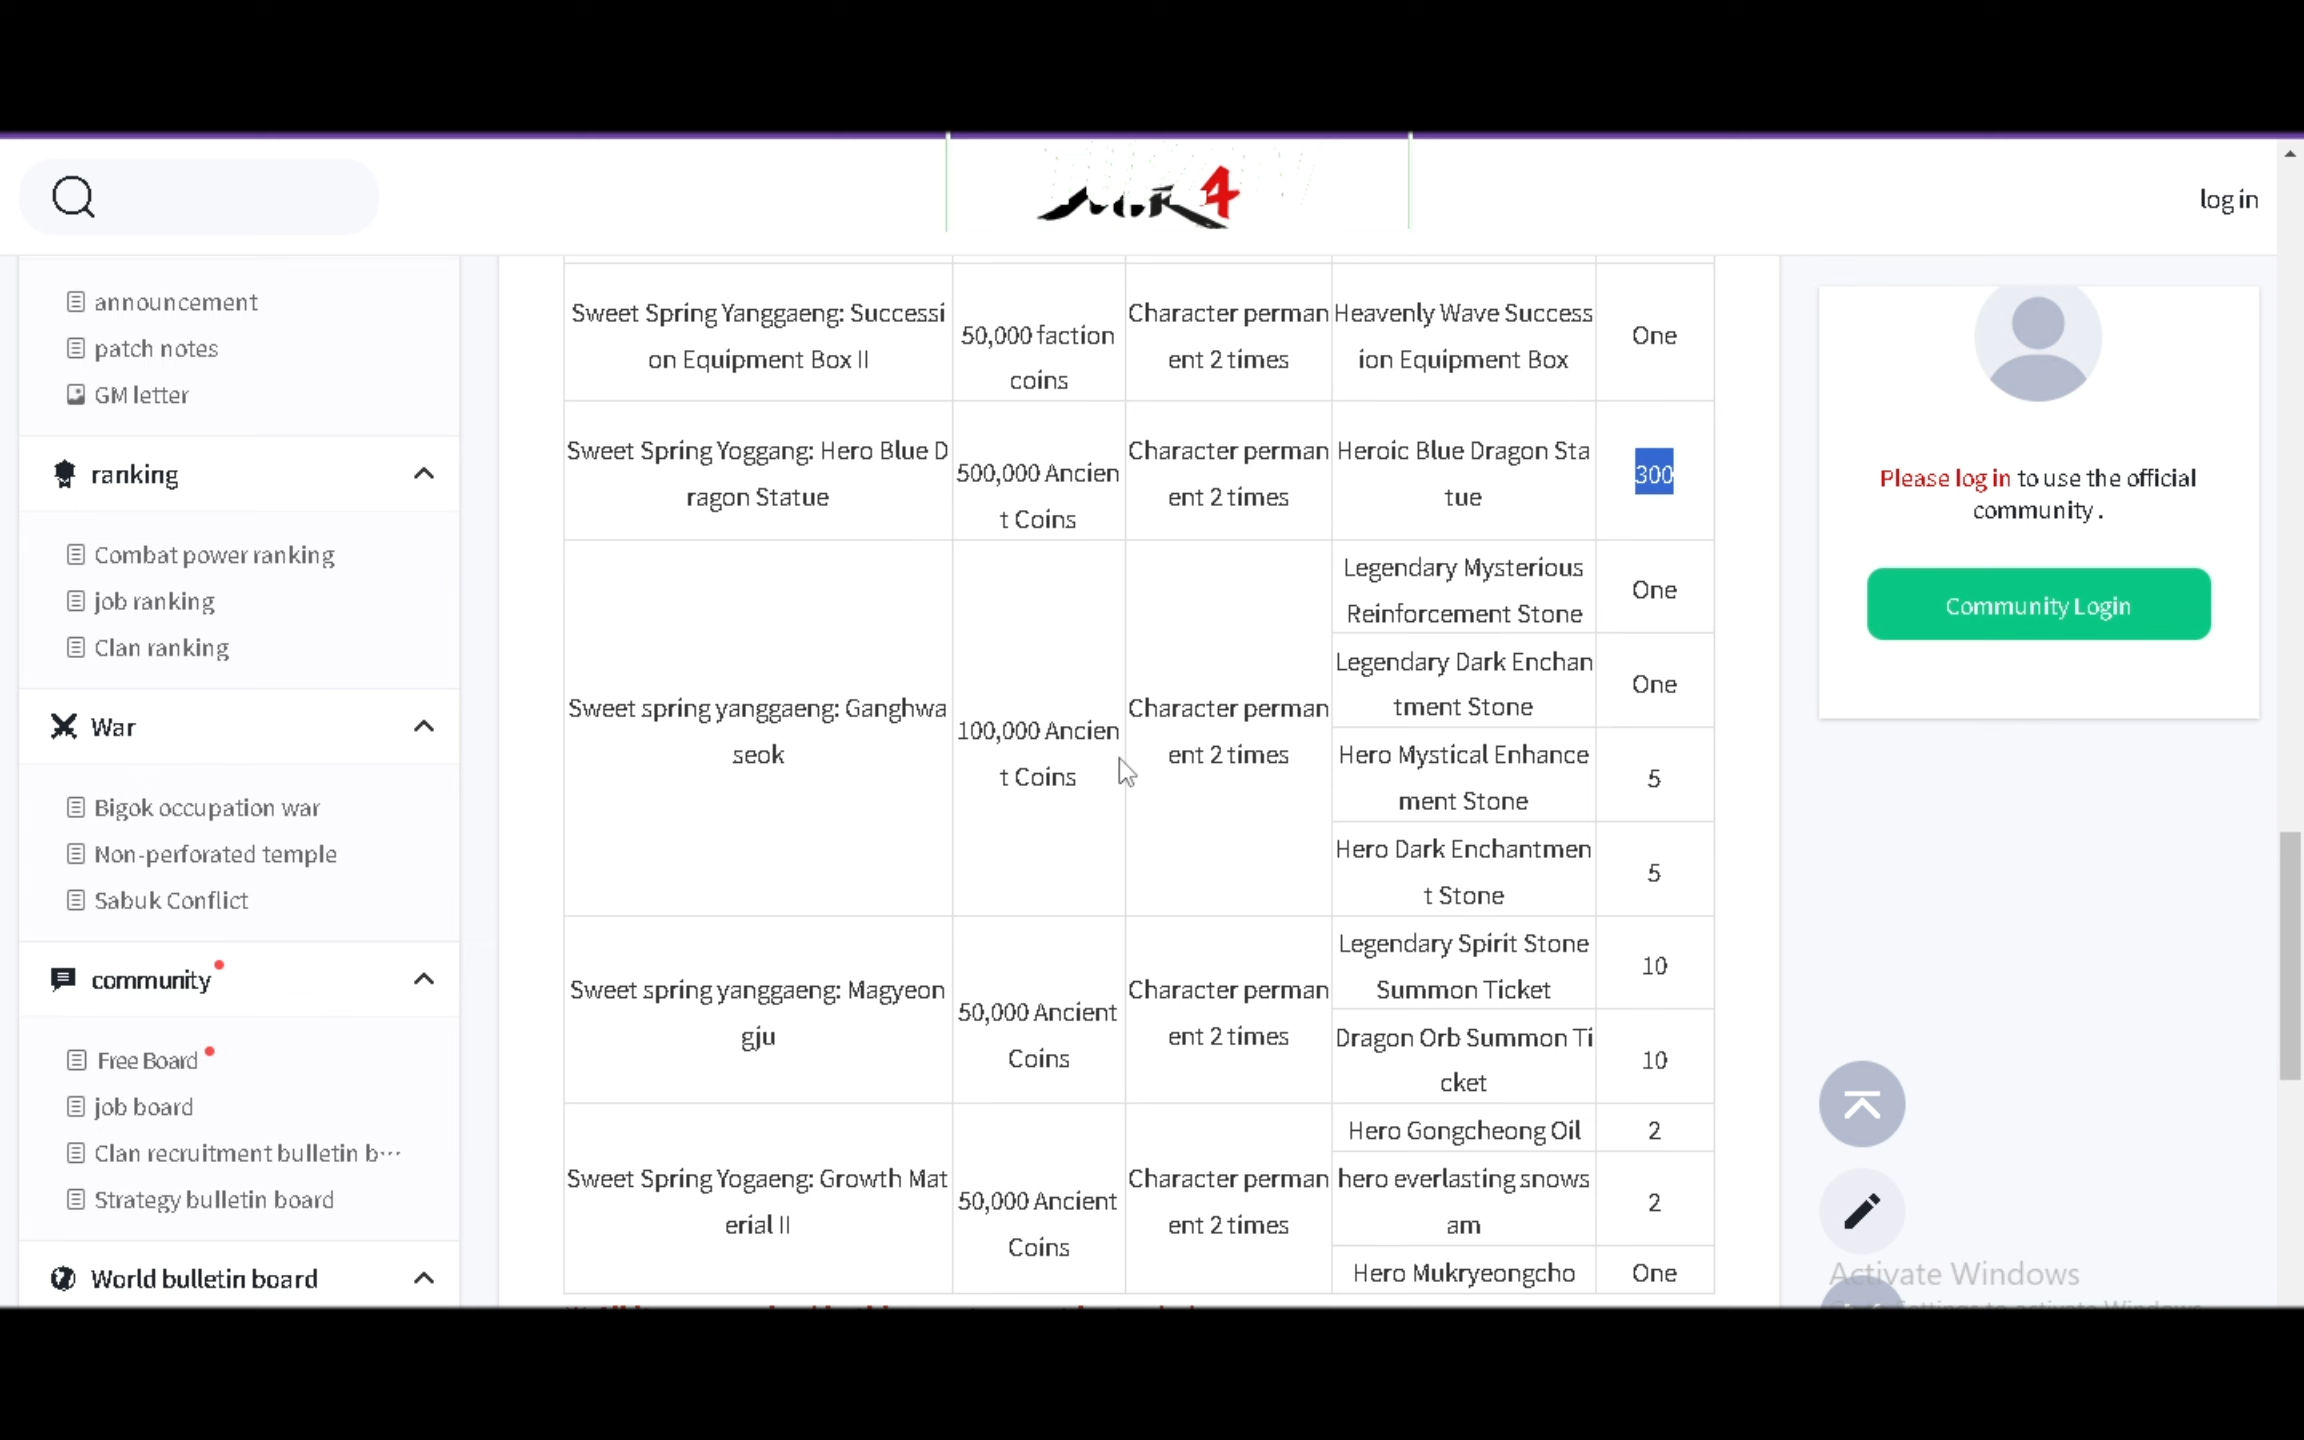 log in
announcement
patch notes
GM letter
ranking
Combat power ranking
job ranking
Clan ranking
War
Bigok occupation war
Non-perforated temple
Sabuk Conflict
community
Free Board
job board
Clan recruitment bulletin b···
Strategy bulletin board
World bulletin board
Sweet Spring Yanggaeng: Successi
on Equipment Box II
50,000 faction
coins
Character perman
ent 2 times
Heavenly Wave Success
ion Equipment Box
One
Sweet Spring Yoggang: Hero Blue D
ragon Statue
500,000 Ancien
t Coins
Character perman
ent 2 times
Heroic Blue Dragon Sta
tue
300
Sweet spring yanggaeng: Ganghwa
seok
100,000 Ancien
t Coins
Character perman
ent 2 times
Legendary Mysterious
Reinforcement Stone
One
Legendary Dark Enchan
tment Stone
One
Hero Mystical Enhance
ment Stone
5
Hero Dark Enchantmen
t Stone
5
Sweet spring yanggaeng: Magyeon
gju
50,000 Ancient
Coins
Character perman
ent 2 times
Legendary Spirit Stone
Summon Ticket
10
Dragon Orb Summon Ti
cket
10
Sweet Spring Yogaeng: Growth Mat
erial II
50,000 Ancient
Coins
Character perman
ent 2 times
Hero Gongcheong Oil
2
hero everlasting snows
am
2
Hero Mukryeongcho
One
Please log in to use the official
community .
Community Login
Activate Windows